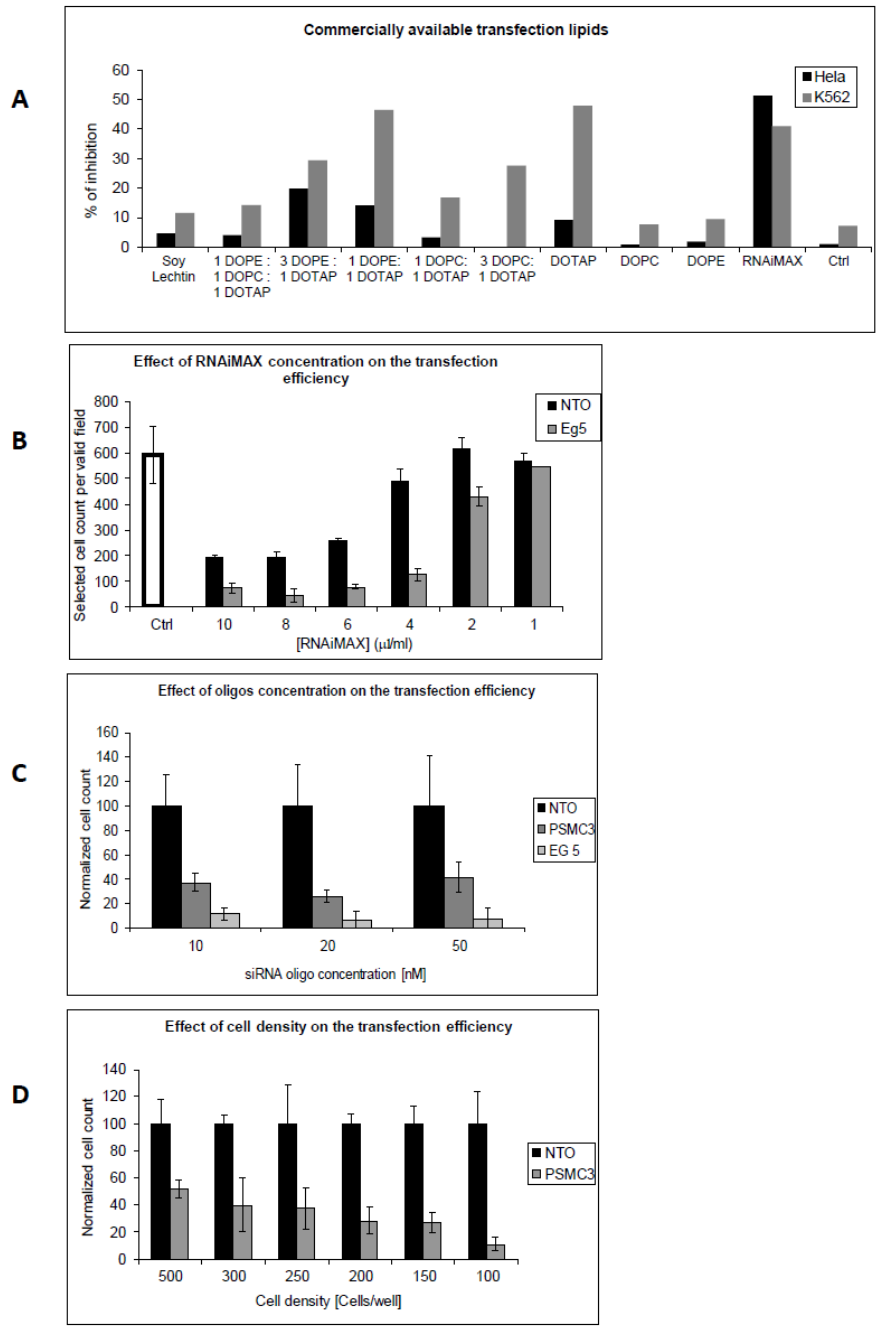 A
Commercially available transfection lipids
% of inhibition
60
50
40
30
20
10
0
Hela
K562
Soy Lechtin
1 DOPE : 1 DOPC : 1 DOTAP
3 DOPE : 1 DOTAP
1 DOPE: 1 DOTAP
1 DOPC: 1 DOTAP
3 DOPC: 1 DOTAP
DOTAP
DOPC
DOPE
RNAiMAX
Ctrl
B
Effect of RNAiMAX concentration on the transfection
efficiency
Selected cell count per valid field
800
700
600
500
400
300
200
100
0
NTO
Eg5
Ctrl 10 8 6 4 2 1
[RNAiMAX] (µl/ml)
C
Effect of oligos concentration on the transfection efficiency
Normalized cell count
160
140
120
100
80
60
40
20
0
NTO
PSMC3
EG 5
10 20 50
siRNA oligo concentration [nM]
D
Effect of cell density on the transfection efficiency
Normalized cell count
140
120
100
80
60
40
20
0
NTO
PSMC3
500 300 250 200 150 100
Cell density [Cells/well]